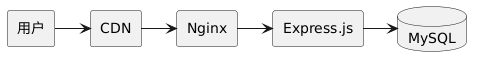 用户
CDN
Nginx
Express.js
MySQL